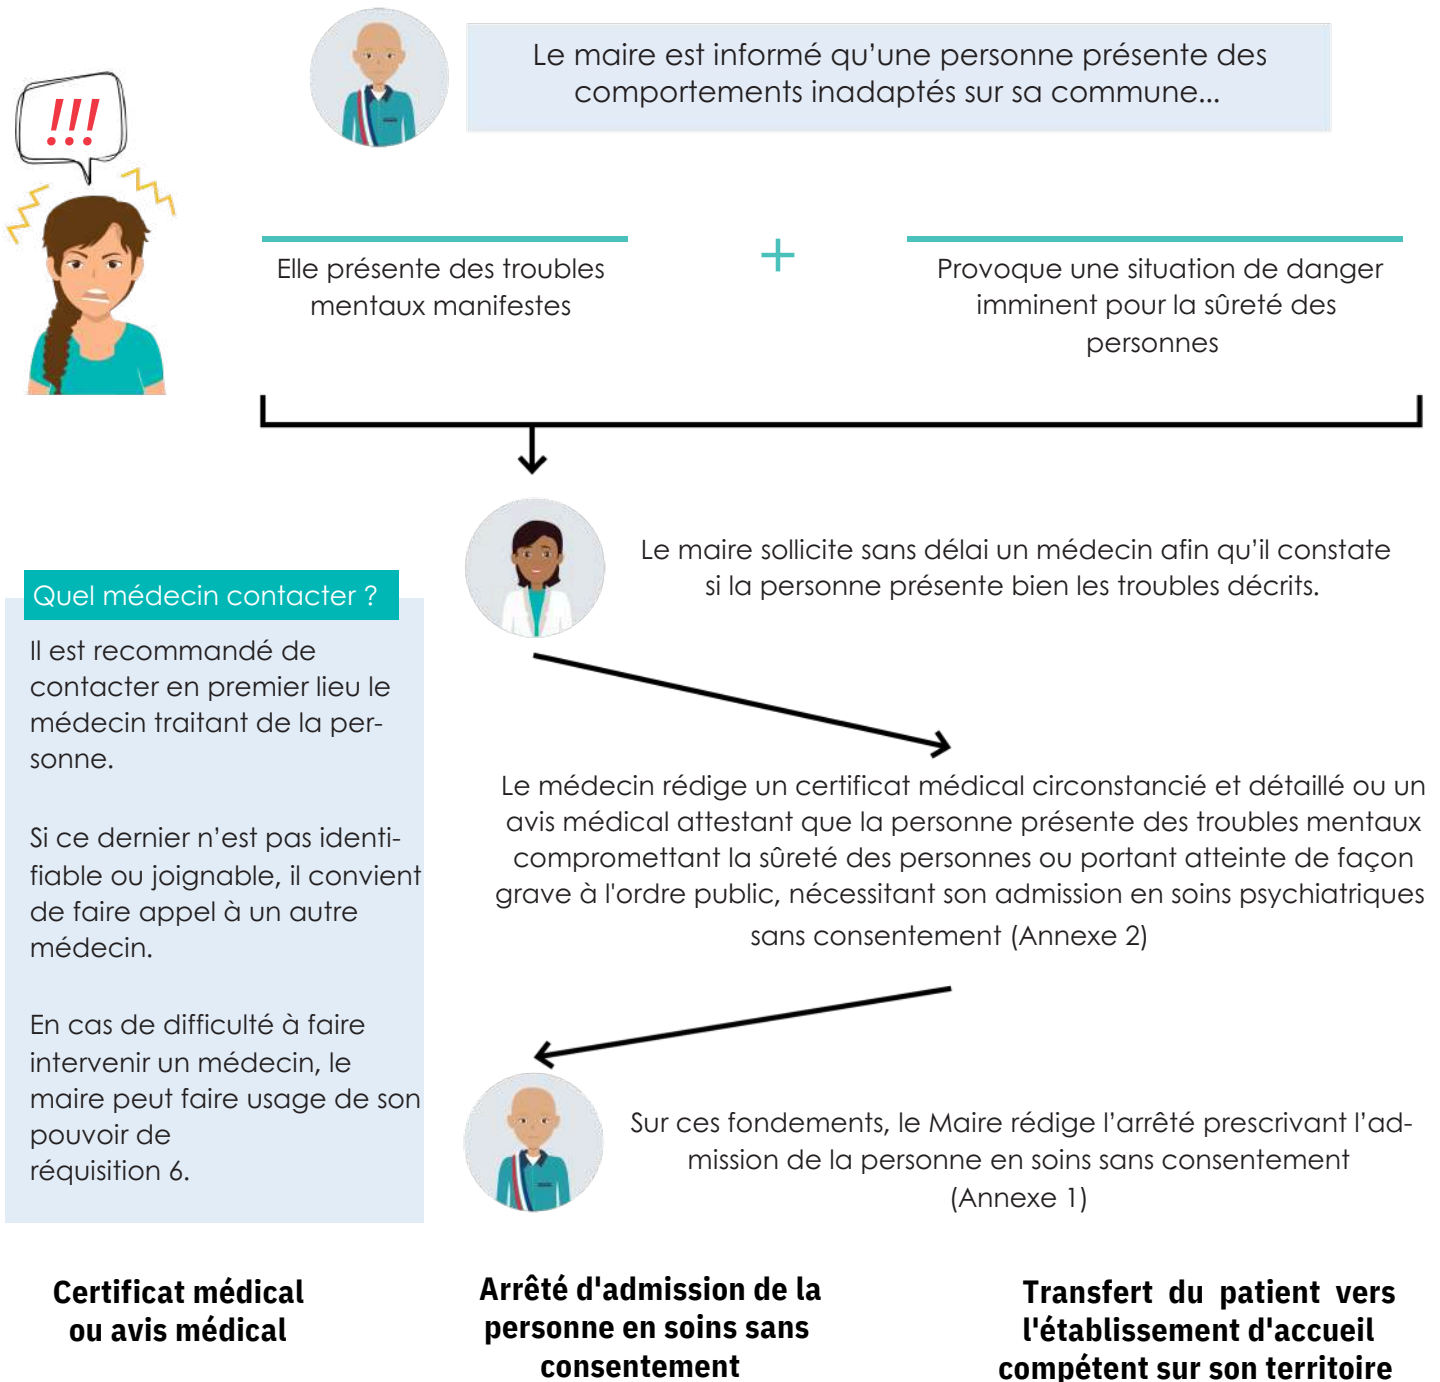 Le maire est informé qu’une personne présente des
comportements inadaptés sur sa commune...
!!!
Elle présente des troubles
mentaux manifestes
+
Provoque une situation de danger
imminent pour la sûreté des
personnes
Le maire sollicite sans délai un médecin afin qu’il constate
si la personne présente bien les troubles décrits.
Quel médecin contacter ?
Il est recommandé de
contacter en premier lieu le
médecin traitant de la per-
sonne.
Si ce dernier n’est pas identi-
fiable ou joignable, il convient
de faire appel à un autre
médecin.
En cas de difficulté à faire
intervenir un médecin, le
maire peut faire usage de son
pouvoir de
réquisition 6.
Le médecin rédige un certificat médical circonstancié et détaillé ou un
avis médical attestant que la personne présente des troubles mentaux
compromettant la sûreté des personnes ou portant atteinte de façon
grave à l'ordre public, nécessitant son admission en soins psychiatriques
sans consentement (Annexe 2)
Sur ces fondements, le Maire rédige l’arrêté prescrivant l’ad-
mission de la personne en soins sans consentement
(Annexe 1)
Certificat médical
ou avis médical
Arrêté d'admission de la
personne en soins sans
consentement
Transfert du patient vers
l'établissement d'accueil
compétent sur son territoire